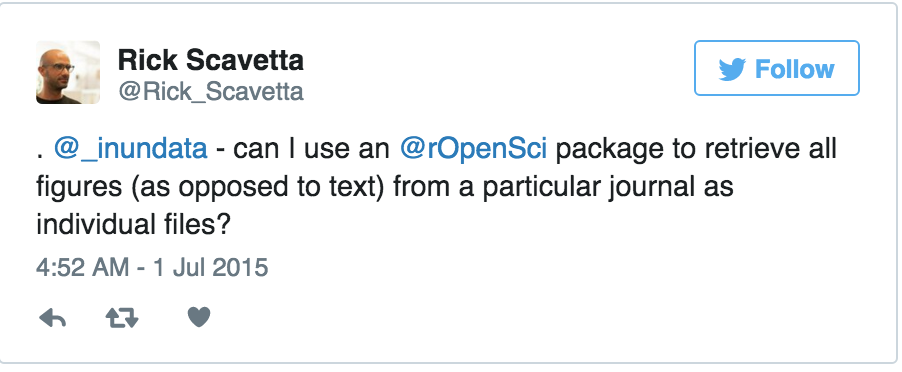 Rick Scavetta
@Rick_Scavetta
Follow
. @_inundata - can I use an @rOpenSci package to retrieve all
figures (as opposed to text) from a particular journal as
individual files?
4:52 AM - 1 Jul 2015